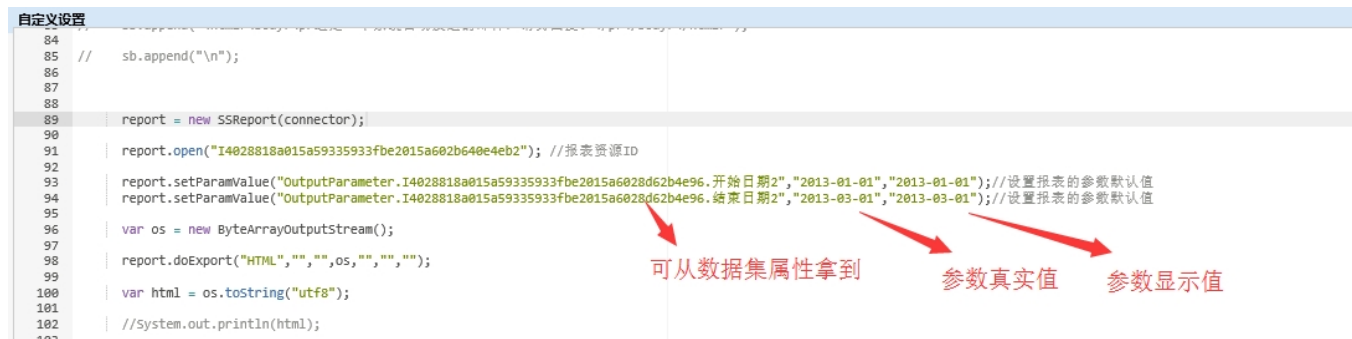 自定义设置
84
85 // sb.append("\n");
86
87
88
89 report = new SSReport(connector);
90
91 report.open("I4028818a015a59335933fbe2015a602b640e4eb2"); //报表资源ID
92
93 report.setParamValue("OutputParameter.I4028818a015a59335933fbe2015a6028d62b4e96.开始日期2","2013-01-01","2013-01-01");//设置报表的参数默认值
94 report.setParamValue("OutputParameter.I4028818a015a59335933fbe2015a6028d62b4e96.结束日期2","2013-03-01","2013-03-01");//设置报表的参数默认值
95
96 var os = new ByteArrayOutputStream();
97
98 report.doExport("HTML","","",os,"","","");
99
100 var html = os.toString("utf8");
101
102 //System.out.println(html);
可从数据集属性拿到
参数真实值
参数显示值